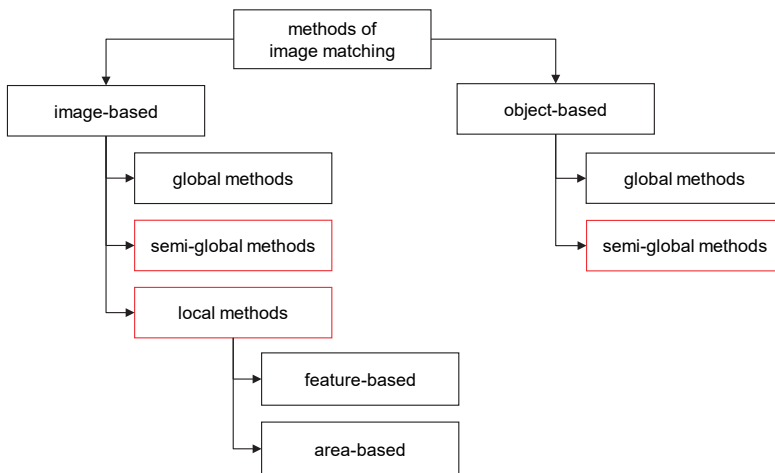 methods of
image matching
image-based
object-based
global methods
global methods
semi-global methods
semi-global methods
local methods
feature-based
area-based